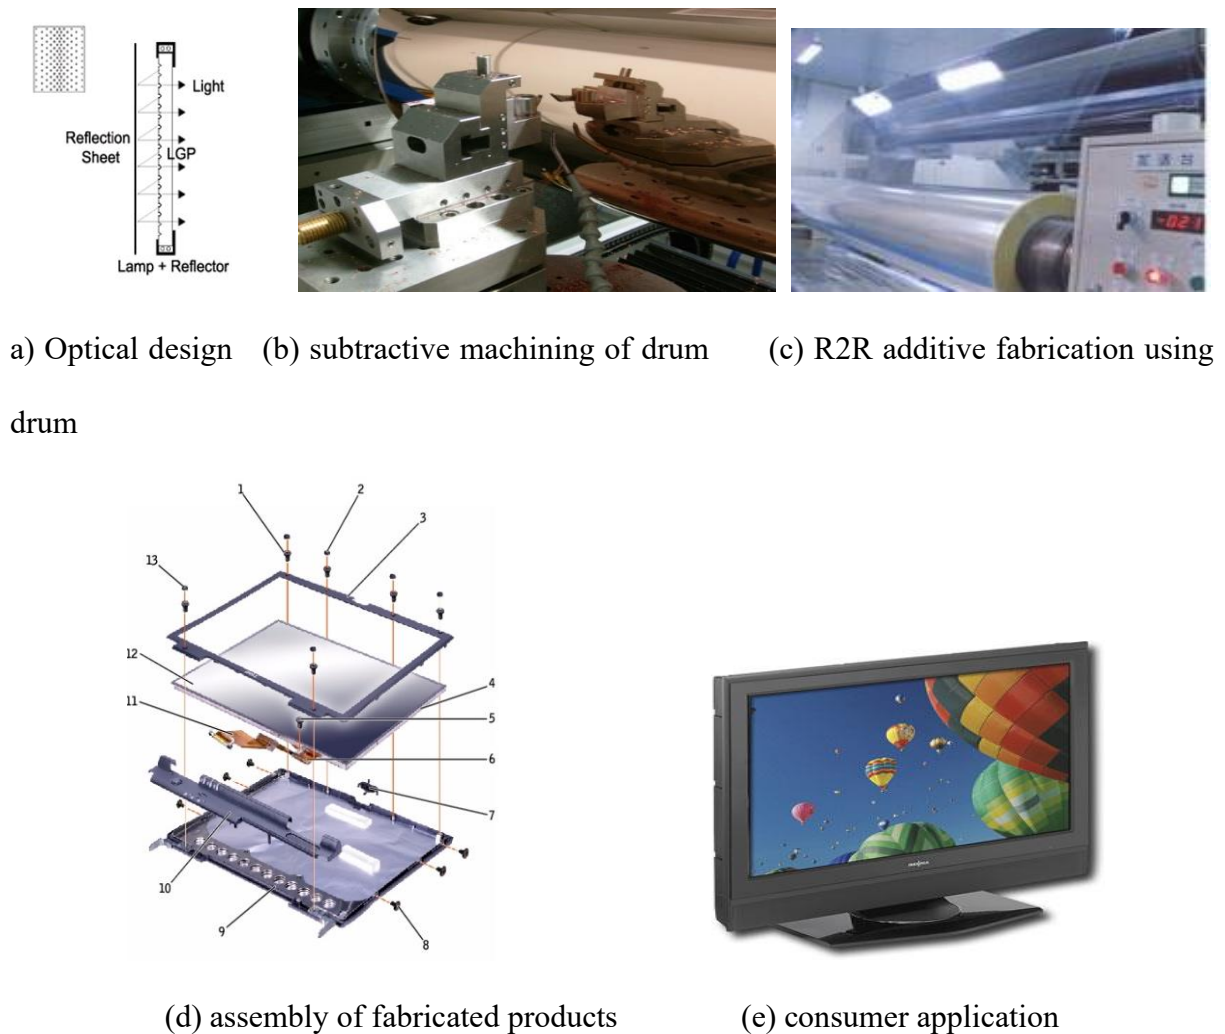 Light
Reflection
Sheet
LGP
Lamp + Reflector
-021
a) Optical design (b) subtractive machining of drum (c) R2R additive fabrication using
drum
1
2
3
13
12
4
11
5
6
7
10
9
8
(d) assembly of fabricated products (e) consumer application